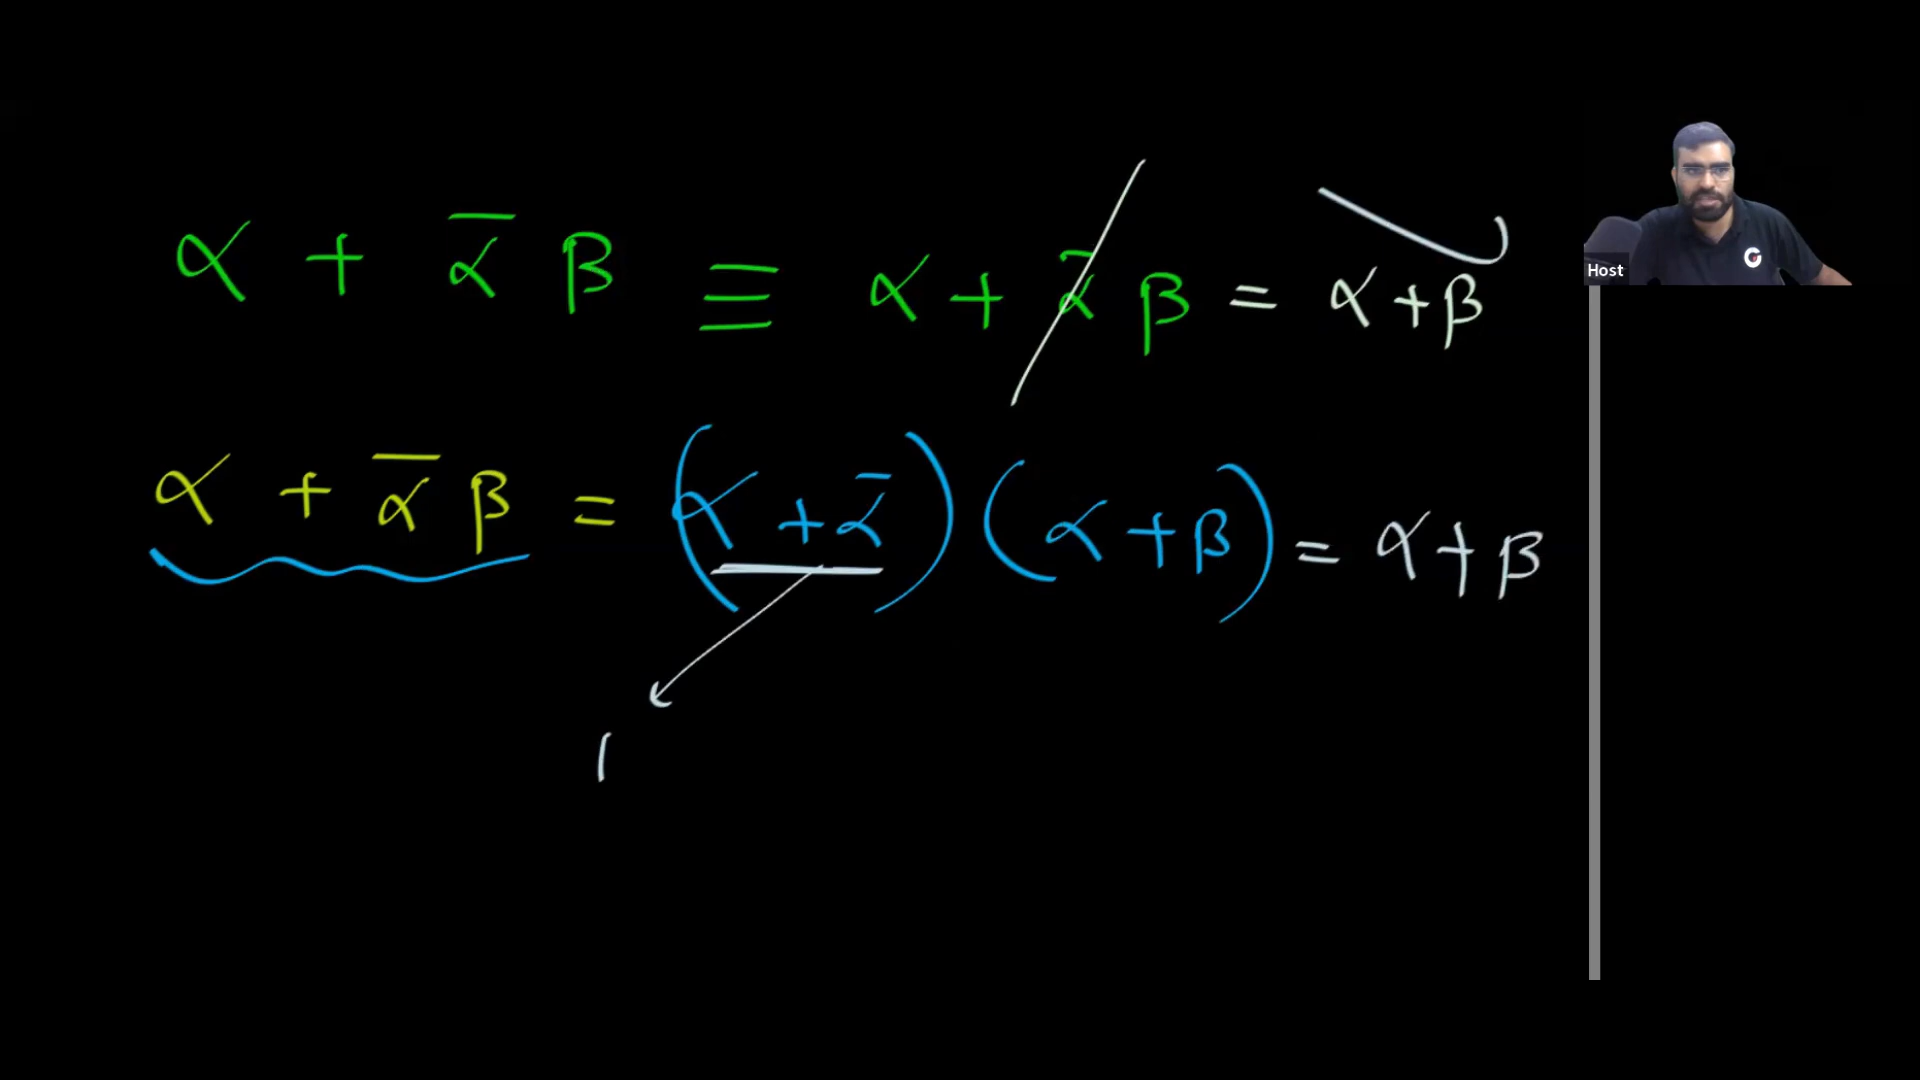 α + α̅ β ≡ α + α̅ β = α + β
Host
α + α̅ β = (α + α̅) (α + β) = α + β
1